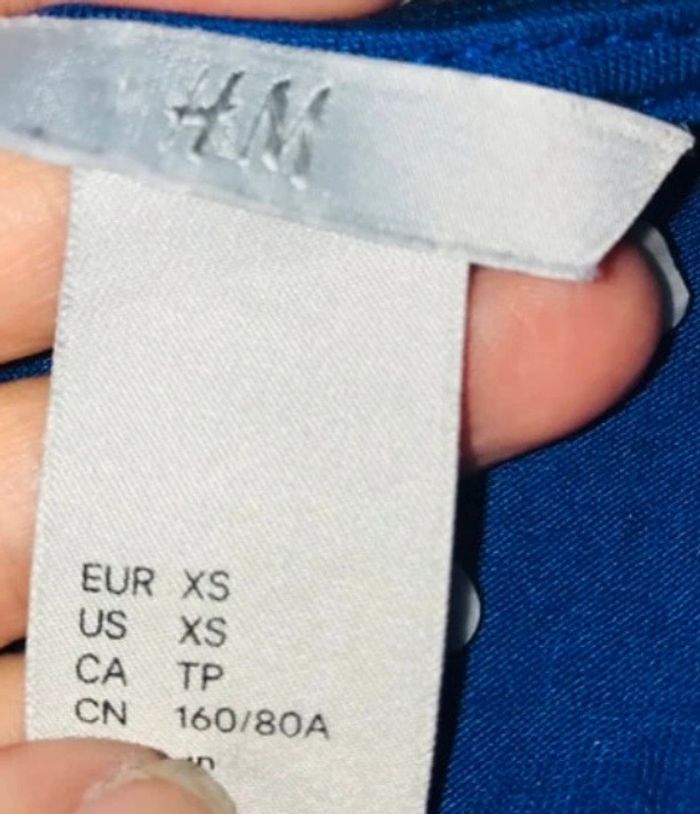 H&M
EUR XS
US XS
CA TP
CN 160/80A